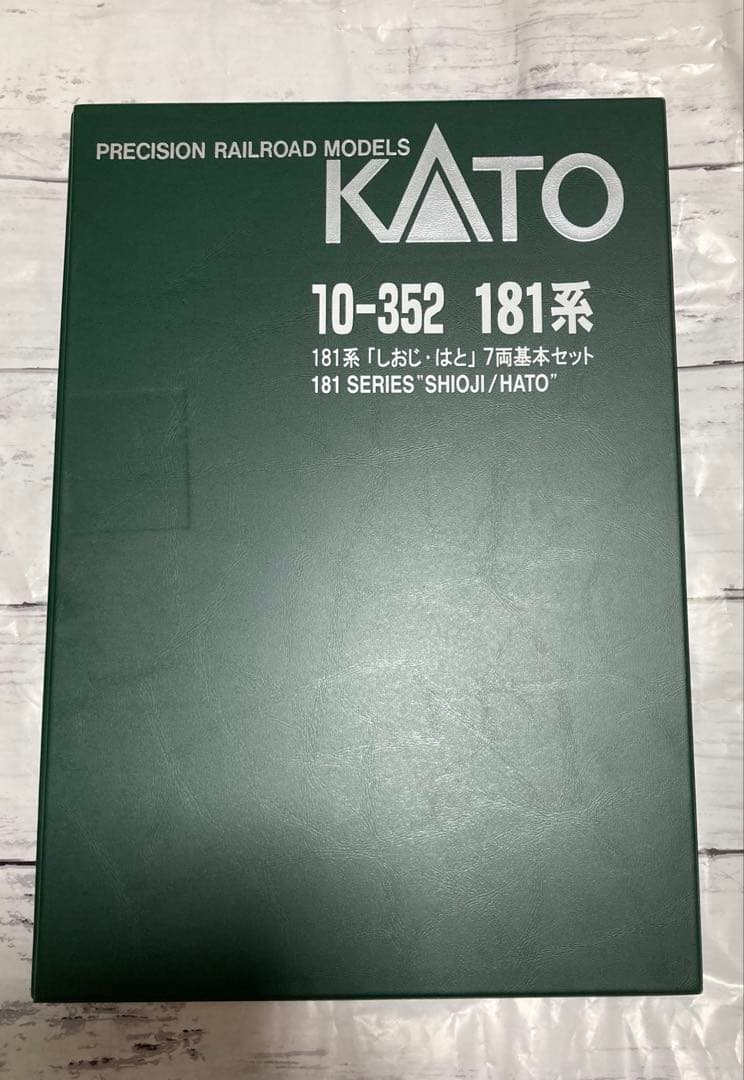 PRECISION RAILROAD MODELS
KATO
10-352 181系
181系「しおじ・はと」7両基本セット
181 SERIES "SHIOJI/HATO"